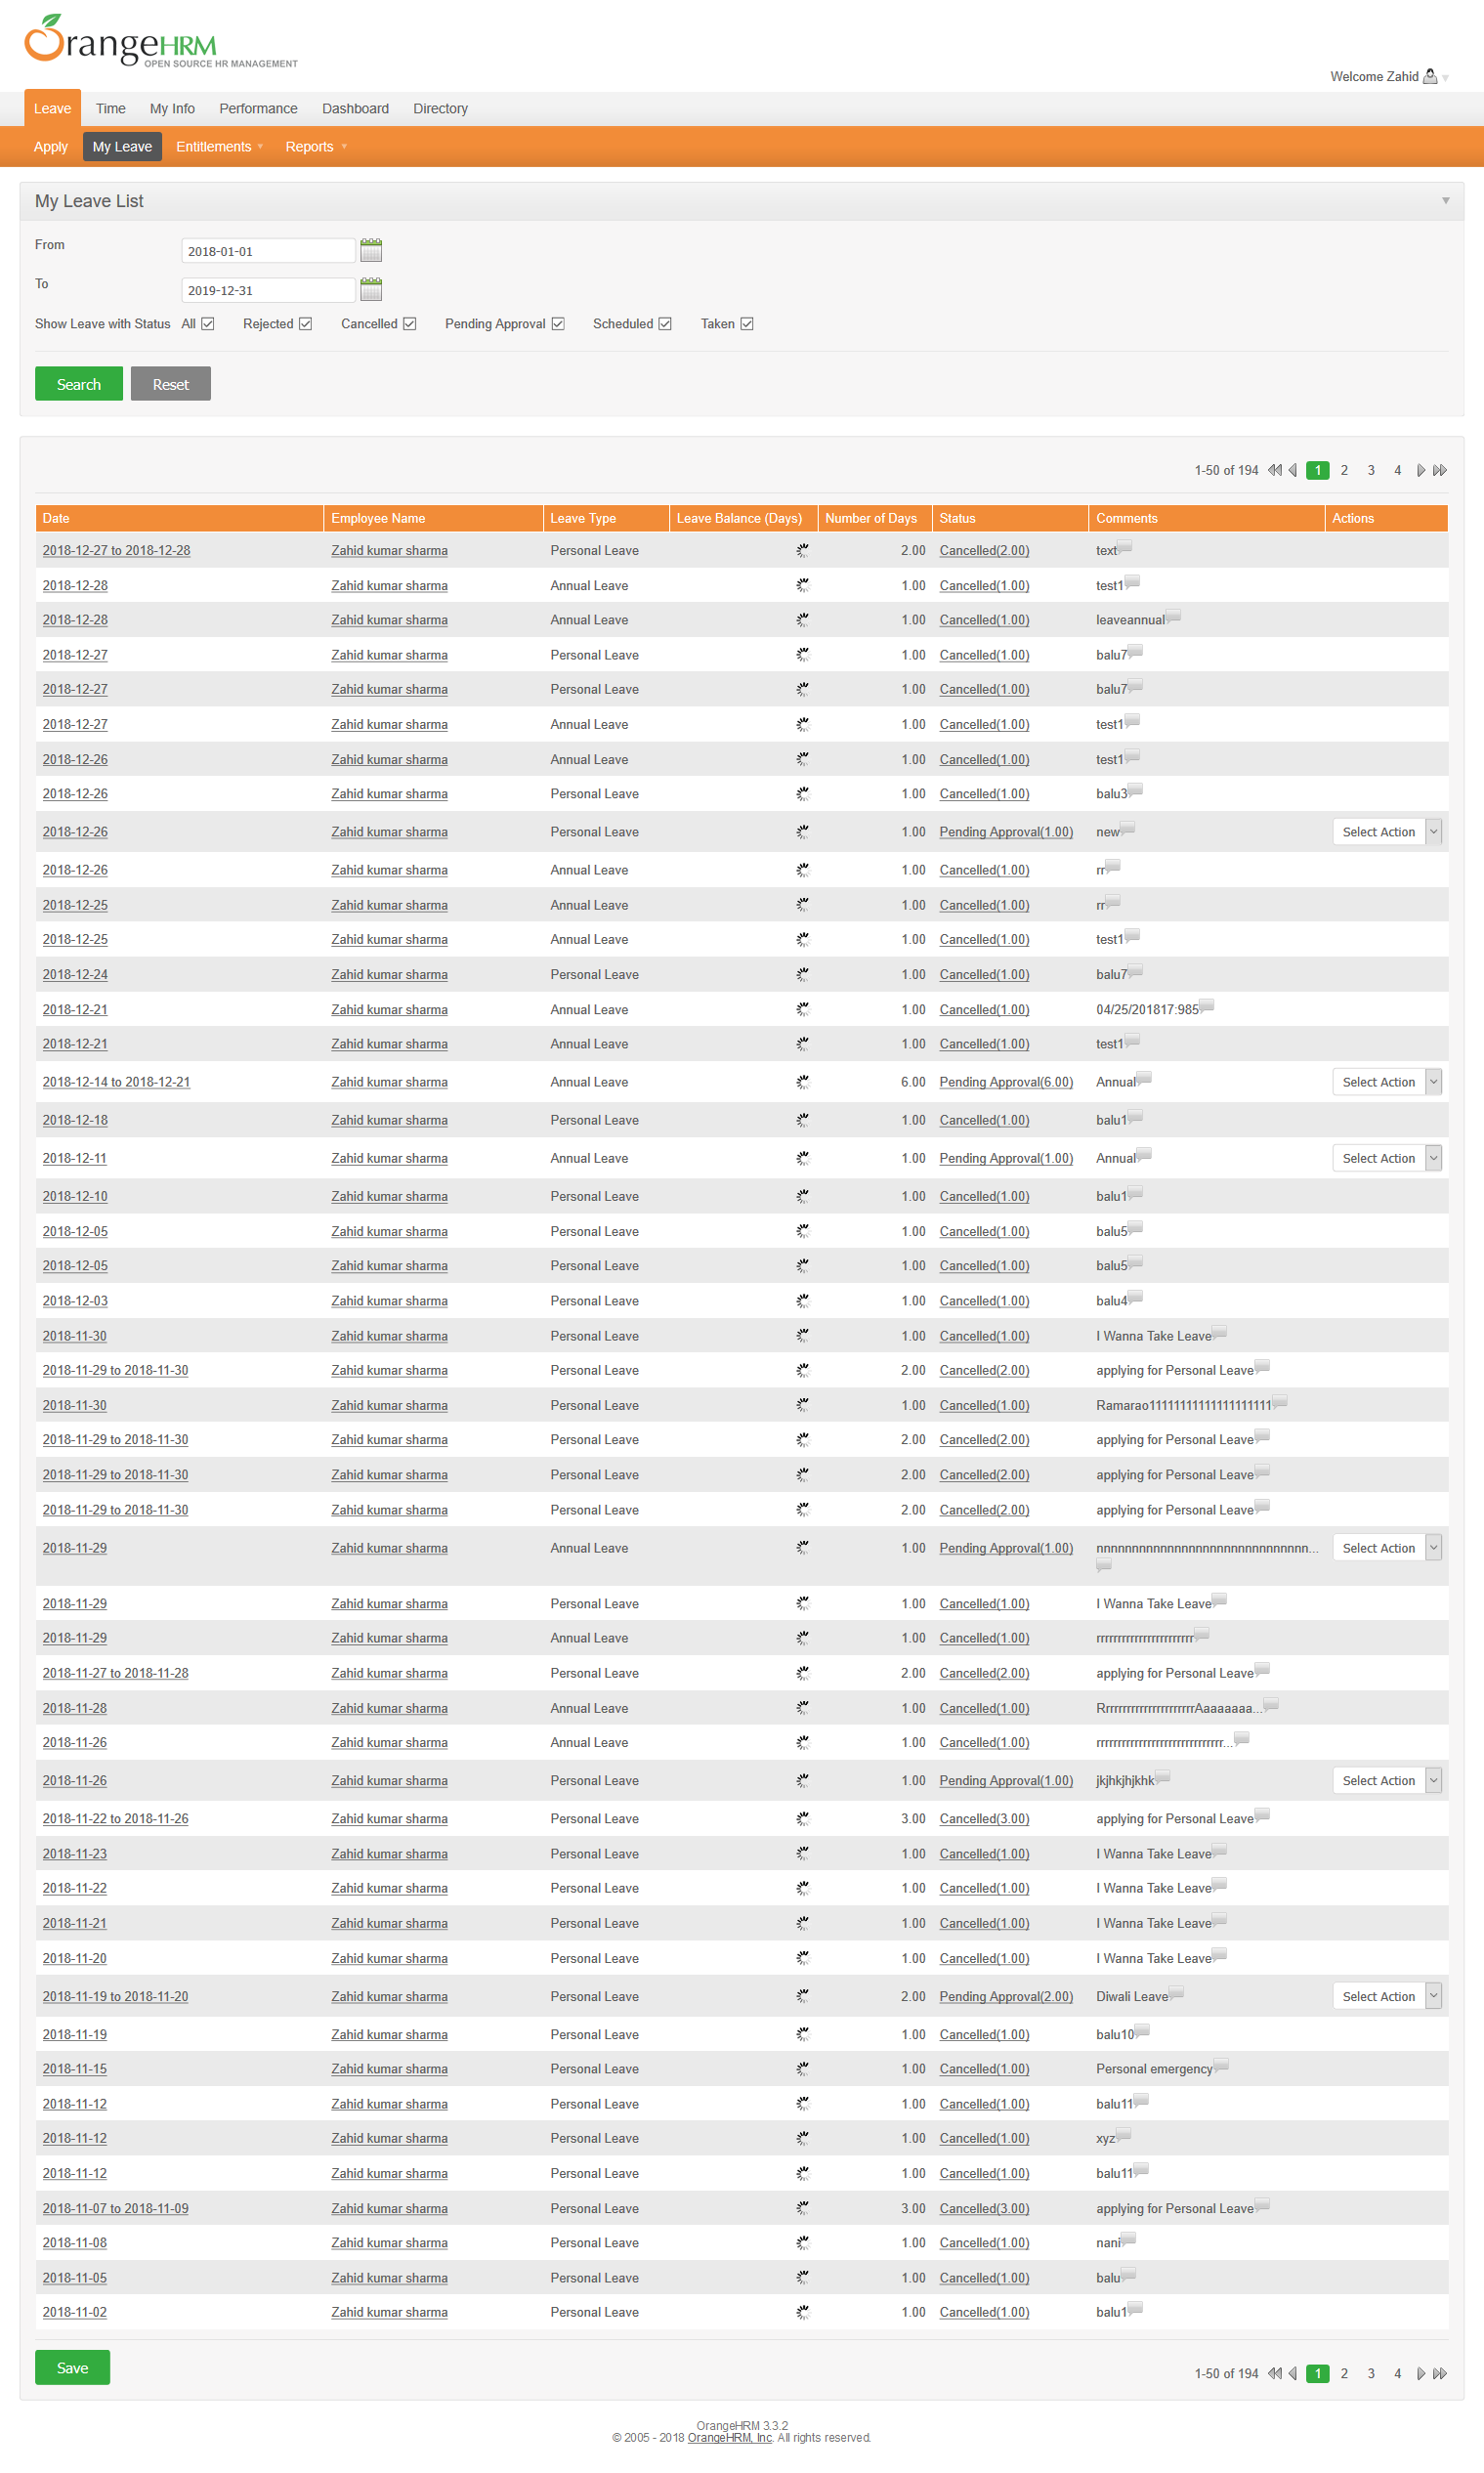 OrangeHRM
OPEN SOURCE HR MANAGEMENT
Welcome Zahid
Leave Time My Info Performance Dashboard Directory
Apply My Leave Entitlements Reports
My Leave List
From 2018-01-01
To 2019-12-31
Show Leave with Status All Rejected Cancelled Pending Approval Scheduled Taken
Search Reset
1-50 of 194 1 2 3 4
Date Employee Name Leave Type Leave Balance (Days) Number of Days Status Comments Actions
2018-12-27 to 2018-12-28 Zahid kumar sharma Personal Leave 2.00 Cancelled(2.00) text
2018-12-28 Zahid kumar sharma Annual Leave 1.00 Cancelled(1.00) test1
2018-12-28 Zahid kumar sharma Annual Leave 1.00 Cancelled(1.00) leaveannual
2018-12-27 Zahid kumar sharma Personal Leave 1.00 Cancelled(1.00) balu7
2018-12-27 Zahid kumar sharma Personal Leave 1.00 Cancelled(1.00) balu7
2018-12-27 Zahid kumar sharma Annual Leave 1.00 Cancelled(1.00) test1
2018-12-26 Zahid kumar sharma Annual Leave 1.00 Cancelled(1.00) test1
2018-12-26 Zahid kumar sharma Personal Leave 1.00 Cancelled(1.00) balu3
2018-12-26 Zahid kumar sharma Personal Leave 1.00 Pending Approval(1.00) new Select Action
2018-12-26 Zahid kumar sharma Annual Leave 1.00 Cancelled(1.00) rr
2018-12-25 Zahid kumar sharma Annual Leave 1.00 Cancelled(1.00) rr
2018-12-25 Zahid kumar sharma Annual Leave 1.00 Cancelled(1.00) test1
2018-12-24 Zahid kumar sharma Personal Leave 1.00 Cancelled(1.00) balu7
2018-12-21 Zahid kumar sharma Annual Leave 1.00 Cancelled(1.00) 04/25/201817:985
2018-12-21 Zahid kumar sharma Annual Leave 1.00 Cancelled(1.00) test1
2018-12-14 to 2018-12-21 Zahid kumar sharma Annual Leave 6.00 Pending Approval(6.00) Annual Select Action
2018-12-18 Zahid kumar sharma Personal Leave 1.00 Cancelled(1.00) balu1
2018-12-11 Zahid kumar sharma Annual Leave 1.00 Pending Approval(1.00) Annual Select Action
2018-12-10 Zahid kumar sharma Personal Leave 1.00 Cancelled(1.00) balu1
2018-12-05 Zahid kumar sharma Personal Leave 1.00 Cancelled(1.00) balu5
2018-12-05 Zahid kumar sharma Personal Leave 1.00 Cancelled(1.00) balu5
2018-12-03 Zahid kumar sharma Personal Leave 1.00 Cancelled(1.00) balu4
2018-11-30 Zahid kumar sharma Personal Leave 1.00 Cancelled(1.00) I Wanna Take Leave
2018-11-29 to 2018-11-30 Zahid kumar sharma Personal Leave 2.00 Cancelled(2.00) applying for Personal Leave
2018-11-30 Zahid kumar sharma Personal Leave 1.00 Cancelled(1.00)
2018-11-29 to 2018-11-30 Zahid kumar sharma Personal Leave 2.00 Cancelled(2.00) applying for Personal Leave
2018-11-29 to 2018-11-30 Zahid kumar sharma Personal Leave 2.00 Cancelled(2.00) applying for Personal Leave
2018-11-29 to 2018-11-30 Zahid kumar sharma Personal Leave 2.00 Cancelled(2.00) applying for Personal Leave
2018-11-29 Zahid kumar sharma Annual Leave 1.00 Pending Approval(1.00) Select Action
2018-11-29 Zahid kumar sharma Personal Leave 1.00 Cancelled(1.00) I Wanna Take Leave
2018-11-29 Zahid kumar sharma Annual Leave 1.00 Cancelled(1.00)
2018-11-27 to 2018-11-28 Zahid kumar sharma Personal Leave 2.00 Cancelled(2.00) applying for Personal Leave
2018-11-28 Zahid kumar sharma Annual Leave 1.00 Cancelled(1.00)
2018-11-26 Zahid kumar sharma Annual Leave 1.00 Cancelled(1.00)
2018-11-26 Zahid kumar sharma Personal Leave 1.00 Pending Approval(1.00) jkjhkjhjkhk Select Action
2018-11-22 to 2018-11-26 Zahid kumar sharma Personal Leave 3.00 Cancelled(3.00) applying for Personal Leave
2018-11-23 Zahid kumar sharma Personal Leave 1.00 Cancelled(1.00) I Wanna Take Leave
2018-11-22 Zahid kumar sharma Personal Leave 1.00 Cancelled(1.00) I Wanna Take Leave
2018-11-21 Zahid kumar sharma Personal Leave 1.00 Cancelled(1.00) I Wanna Take Leave
2018-11-20 Zahid kumar sharma Personal Leave 1.00 Cancelled(1.00) I Wanna Take Leave
2018-11-19 to 2018-11-20 Zahid kumar sharma Personal Leave 2.00 Pending Approval(2.00) Diwali Leave Select Action
2018-11-19 Zahid kumar sharma Personal Leave 1.00 Cancelled(1.00) balu10
2018-11-15 Zahid kumar sharma Personal Leave 1.00 Cancelled(1.00) Personal emergency
2018-11-12 Zahid kumar sharma Personal Leave 1.00 Cancelled(1.00) balu11
2018-11-12 Zahid kumar sharma Personal Leave 1.00 Cancelled(1.00) xyz
2018-11-12 Zahid kumar sharma Personal Leave 1.00 Cancelled(1.00) balu11
2018-11-07 to 2018-11-09 Zahid kumar sharma Personal Leave 3.00 Cancelled(3.00) applying for Personal Leave
2018-11-08 Zahid kumar sharma Personal Leave 1.00 Cancelled(1.00) nani
2018-11-05 Zahid kumar sharma Personal Leave 1.00 Cancelled(1.00) balu
2018-11-02 Zahid kumar sharma Personal Leave 1.00 Cancelled(1.00) balu1
Save
1-50 of 194 1 2 3 4
OrangeHRM 3.3.2
© 2005 - 2018 OrangeHRM, Inc. All rights reserved.